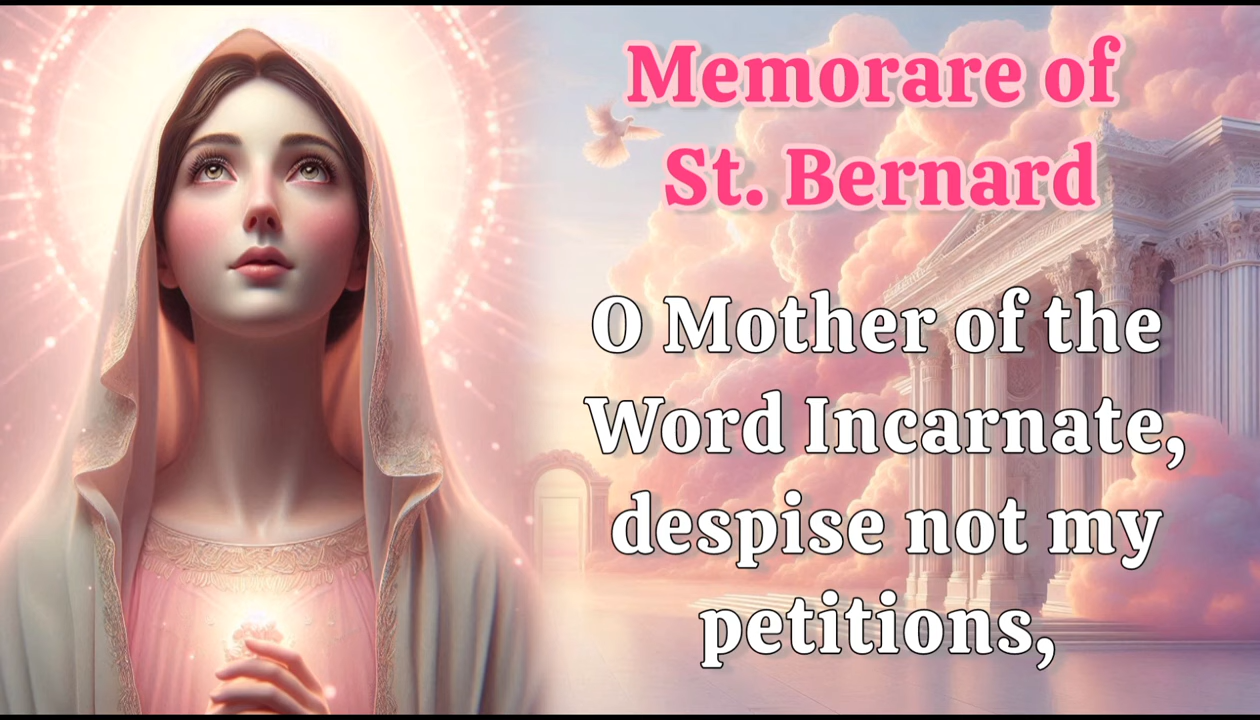 Memorare of
St. Bernard
O Mother of the
Word Incarnate,
despise not my
petitions,